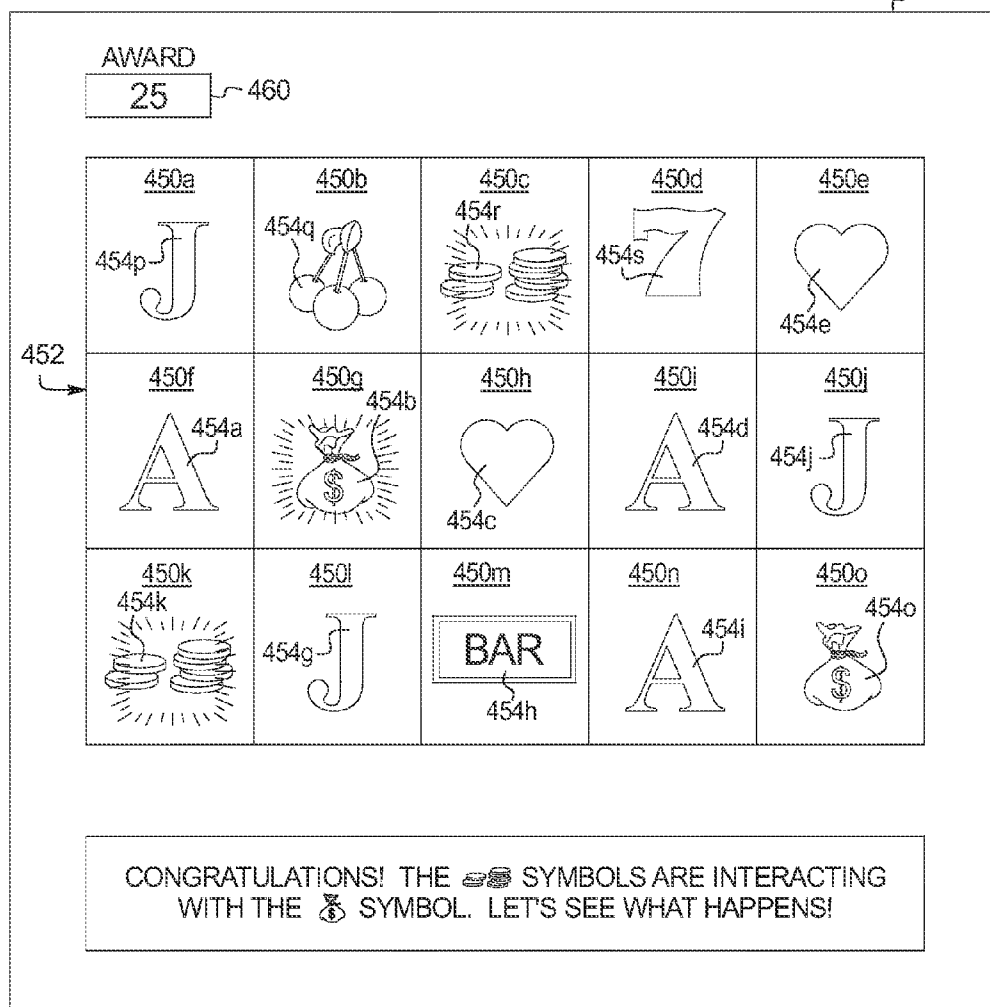 AWARD
25 460
450a 450b 450c 450d 450e
454p J 454q 454r 454s 7 454e
452
450f 450g 450h 450i 450j
454a A 454b $ 454c 454d A 454j J
450k 450l 450m 450n 450o
454k 454g J BAR 454h 454i A 454o $
CONGRATULATIONS! THE SYMBOLS ARE INTERACTING
WITH THE $ SYMBOL. LET'S SEE WHAT HAPPENS!